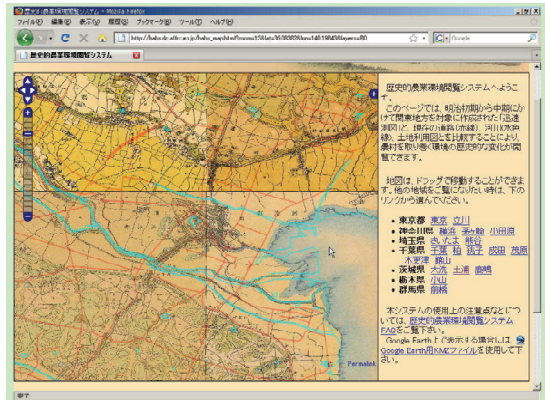 歴史的農業環境閲覧システム - Mozilla Firefox
ファイル(F) 編集(E) 表示(V) 履歴(S) ブックマーク(B) ツール(T) ヘルプ(H)
Google
歴史的農業環境閲覧システム
歴史的農業環境閲覧システムへようこそ。
このページでは、明治初期から中期にかけて関東地方を対象に作成された「迅速測図」と、現在の道路(赤線)、河川(水色線)、土地利用図とを比較することにより、農村を取り巻く環境の歴史的な変化が閲覧できます。
地図は、ドラッグで移動することができます。他の地域をご覧になりたい時は、下のリンクから選んでください。
• 東京都 東京 立川
• 神奈川県 横浜 茅ヶ崎 小田原
• 埼玉県 さいたま 熊谷
• 千葉県 千葉 柏 銚子 成田 茂原
木更津 館山
• 茨城県 大洗 土浦 鹿嶋
• 栃木県 小山
• 群馬県 前橋
本システムの使用上の注意点などについては、歴史的農業環境閲覧システム
FAQをご覧下さい。
Google Earth上で表示する場合には、
Google Earth用KMZファイルを使用して下さい。
Permalink
完了